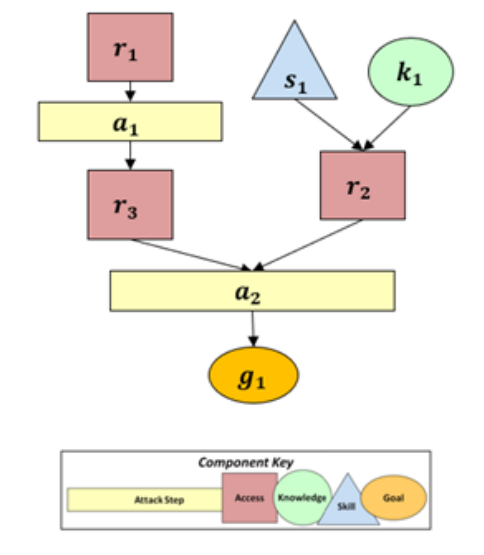 r₁
s₁
k₁
a₁
r₃
r₂
a₂
g₁
Component Key
Attack Step
Access
Knowledge
Skill
Goal